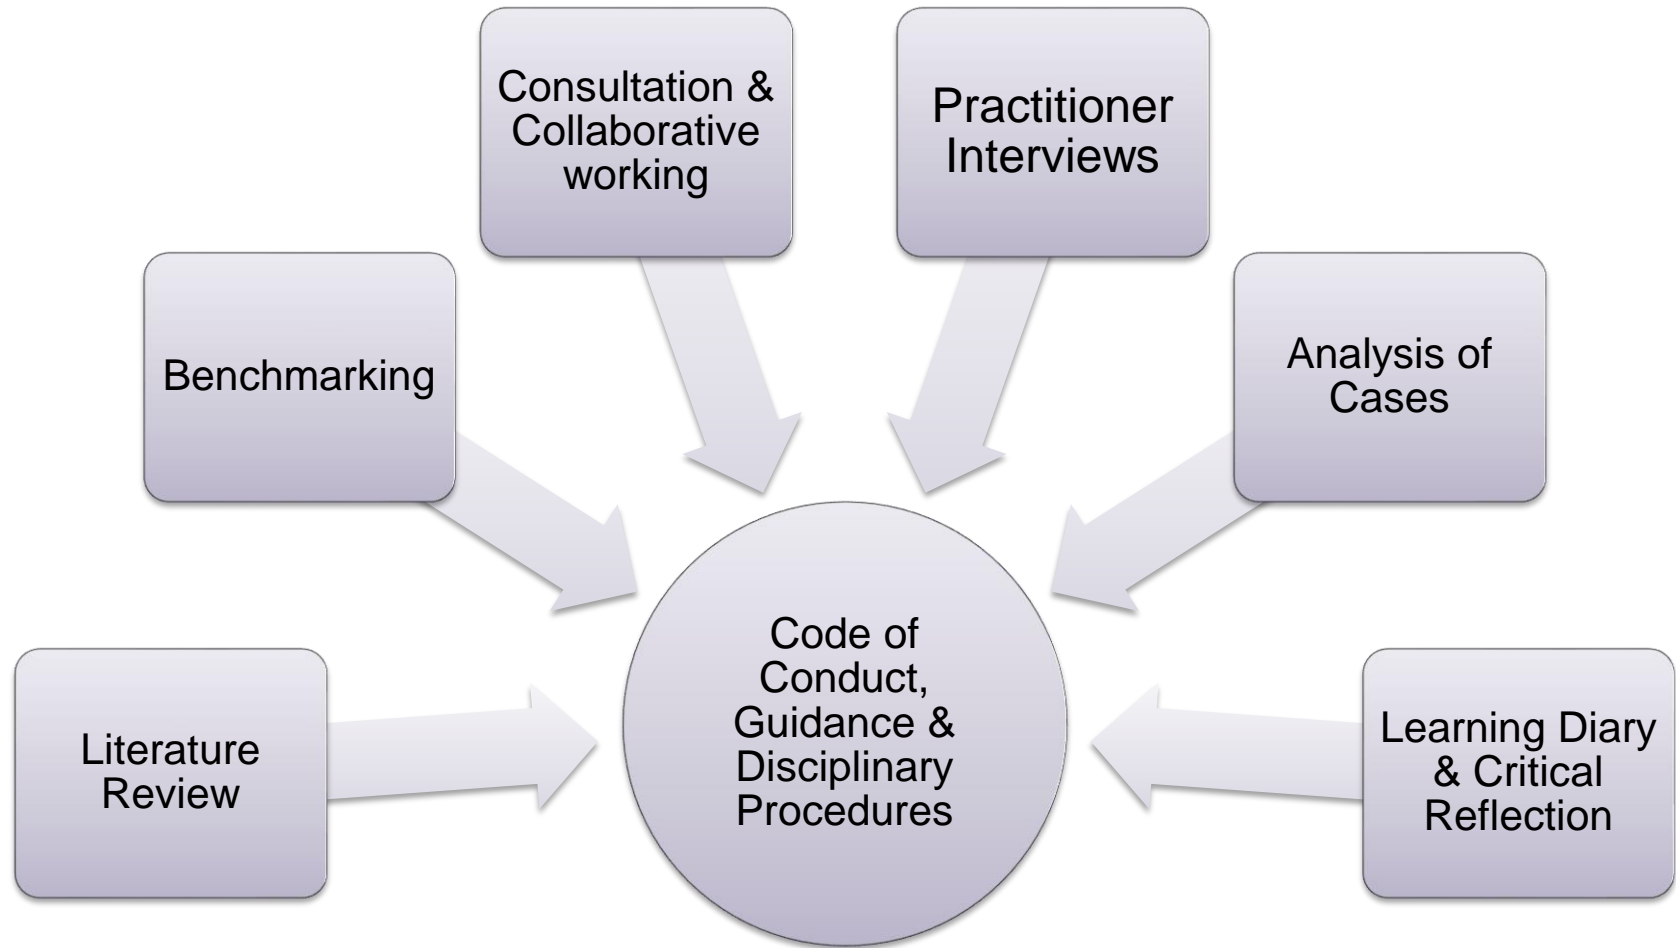 Consultation &
Collaborative
working
Practitioner
Interviews
Benchmarking
Analysis of
Cases
Literature
Review
Code of
Conduct,
Guidance &
Disciplinary
Procedures
Learning Diary
& Critical
Reflection